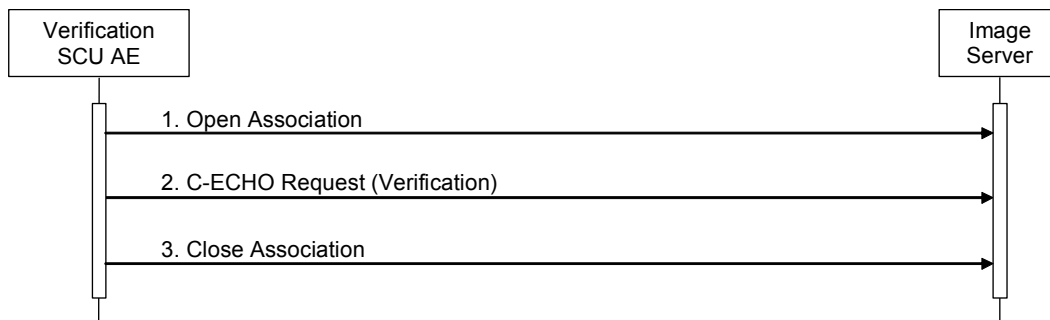 Verification
SCU AE
Image
Server
1. Open Association
2. C-ECHO Request (Verification)
3. Close Association